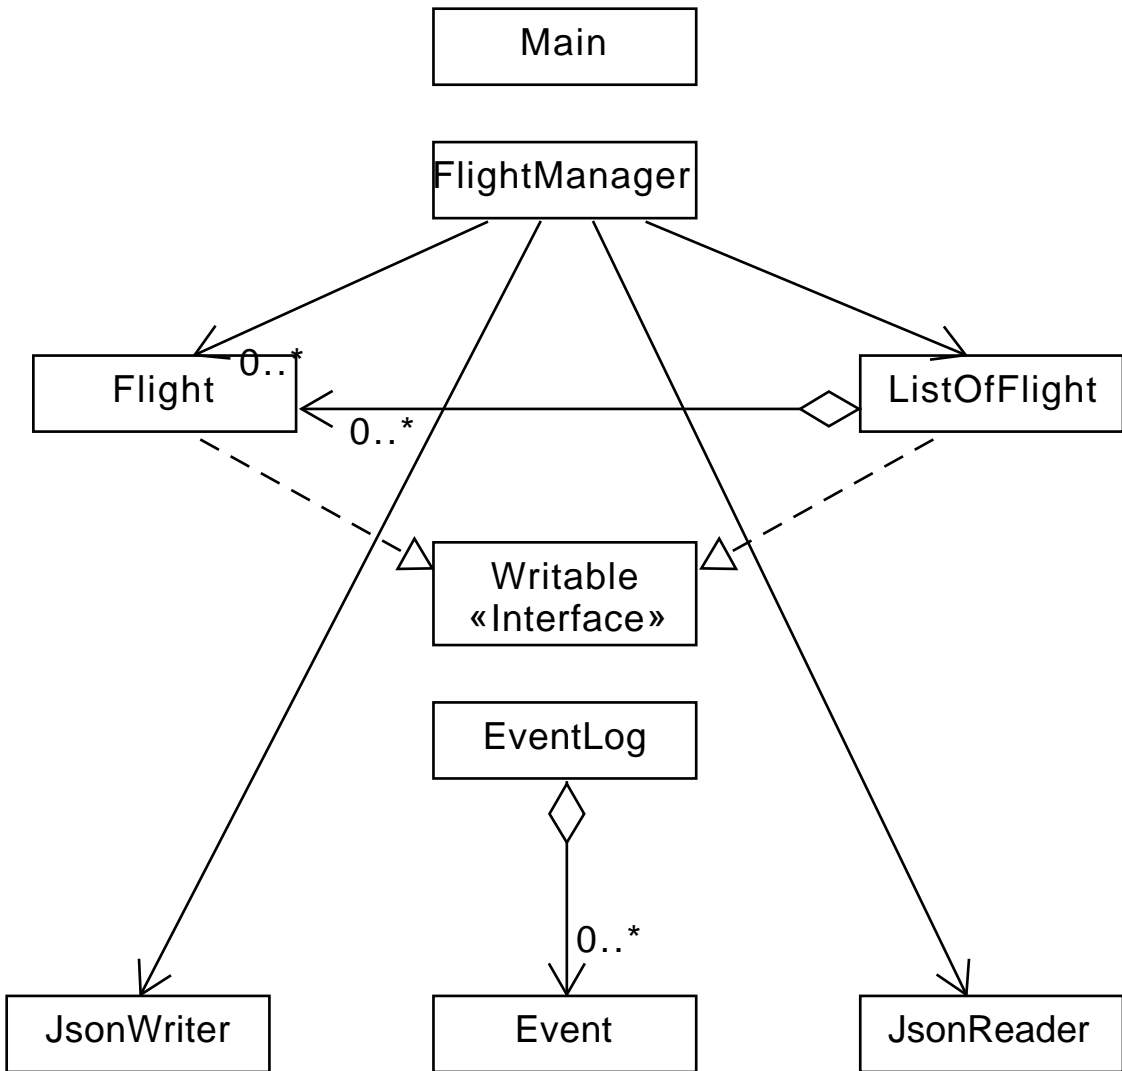 Main
FlightManager
0..*
Flight
ListOfFlight
0..*
Writable
«Interface»
EventLog
0..*
JsonWriter
Event
JsonReader